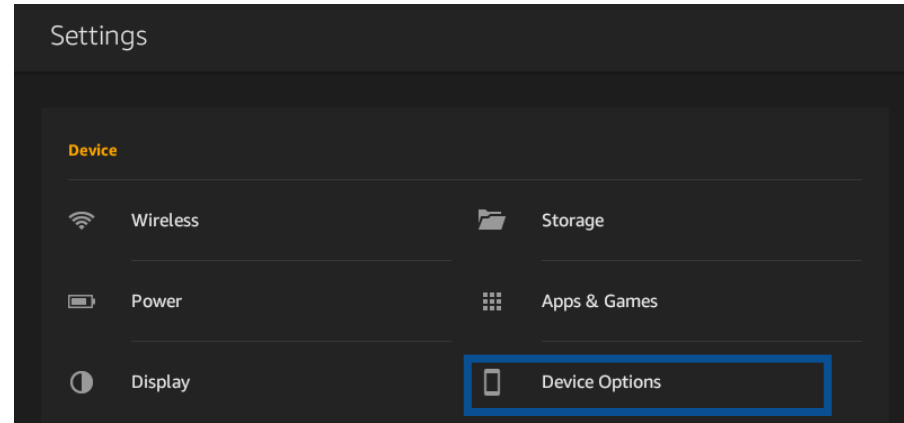 Settings
Device
Wireless
Storage
Power
Apps & Games
Display
Device Options